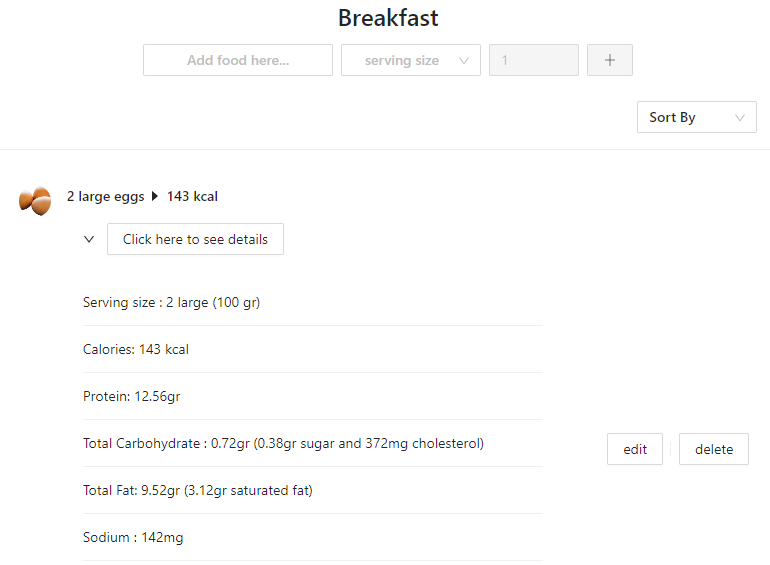 Breakfast
Add food here... serving size 1 +
Sort By
2 large eggs 143 kcal
Click here to see details
Serving size : 2 large (100 gr)
Calories: 143 kcal
Protein: 12.56gr
Total Carbohydrate : 0.72gr (0.38gr sugar and 372mg cholesterol)
edit delete
Total Fat: 9.52gr (3.12gr saturated fat)
Sodium : 142mg